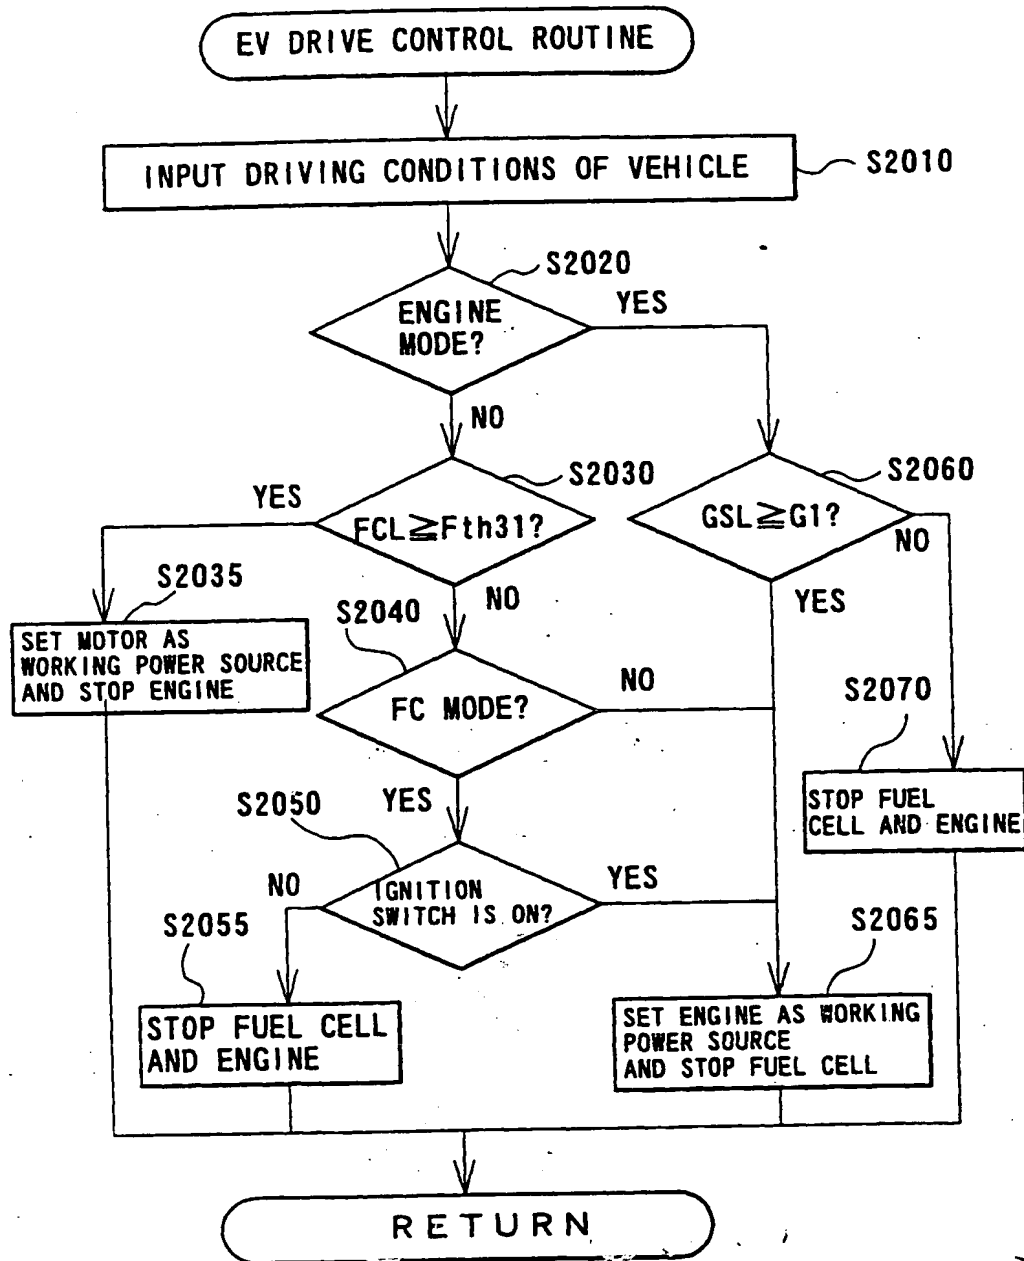 EV DRIVE CONTROL ROUTINE
INPUT DRIVING CONDITIONS OF VEHICLE
S2010
S2020
ENGINE
MODE?
YES
NO
S2030
FCL≧Fth31?
YES
NO
S2060
GSL≧G1?
NO
YES
S2035
SET MOTOR AS
WORKING POWER SOURCE
AND STOP ENGINE
S2040
FC MODE?
NO
YES
S2070
STOP FUEL
CELL AND ENGINE
S2050
IGNITION
SWITCH IS ON?
NO
YES
S2055
STOP FUEL CELL
AND ENGINE
S2065
SET ENGINE AS WORKING
POWER SOURCE
AND STOP FUEL CELL
RETURN